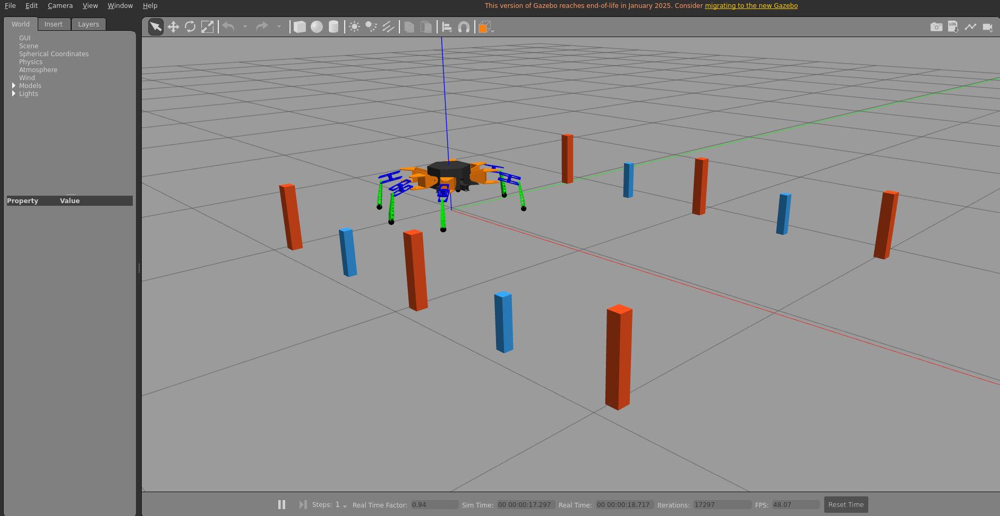 File Edit Camera View Window Help
This version of Gazebo reaches end-of-life in January 2025. Consider migrating to the new Gazebo
World Insert Layers
LOG
GUI
Scene
Spherical Coordinates
Physics
Atmosphere
Wind
Models
Lights
Property Value
Steps: 1 Real Time Factor: 0.94 Sim Time: 00 00:00:17.297 Real Time: 00 00:00:18.717 Iterations: 17297 FPS: 48.07 Reset Time